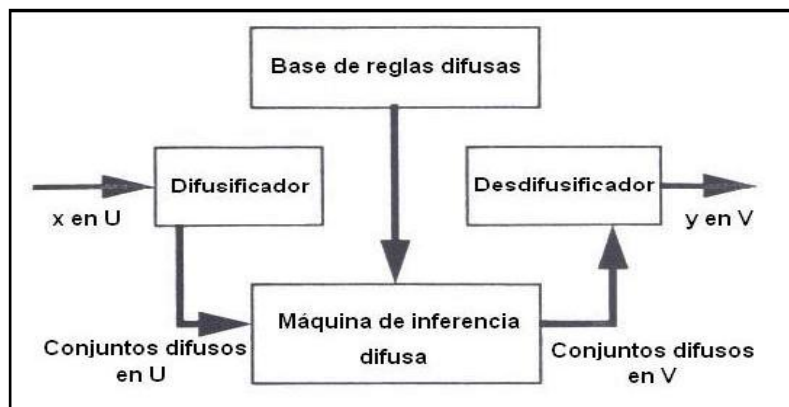 Base de reglas difusas
Difusificador
Desdifusificador
x en U
y en V
Máquina de inferencia
difusa
Conjuntos difusos
en U
Conjuntos difusos
en V